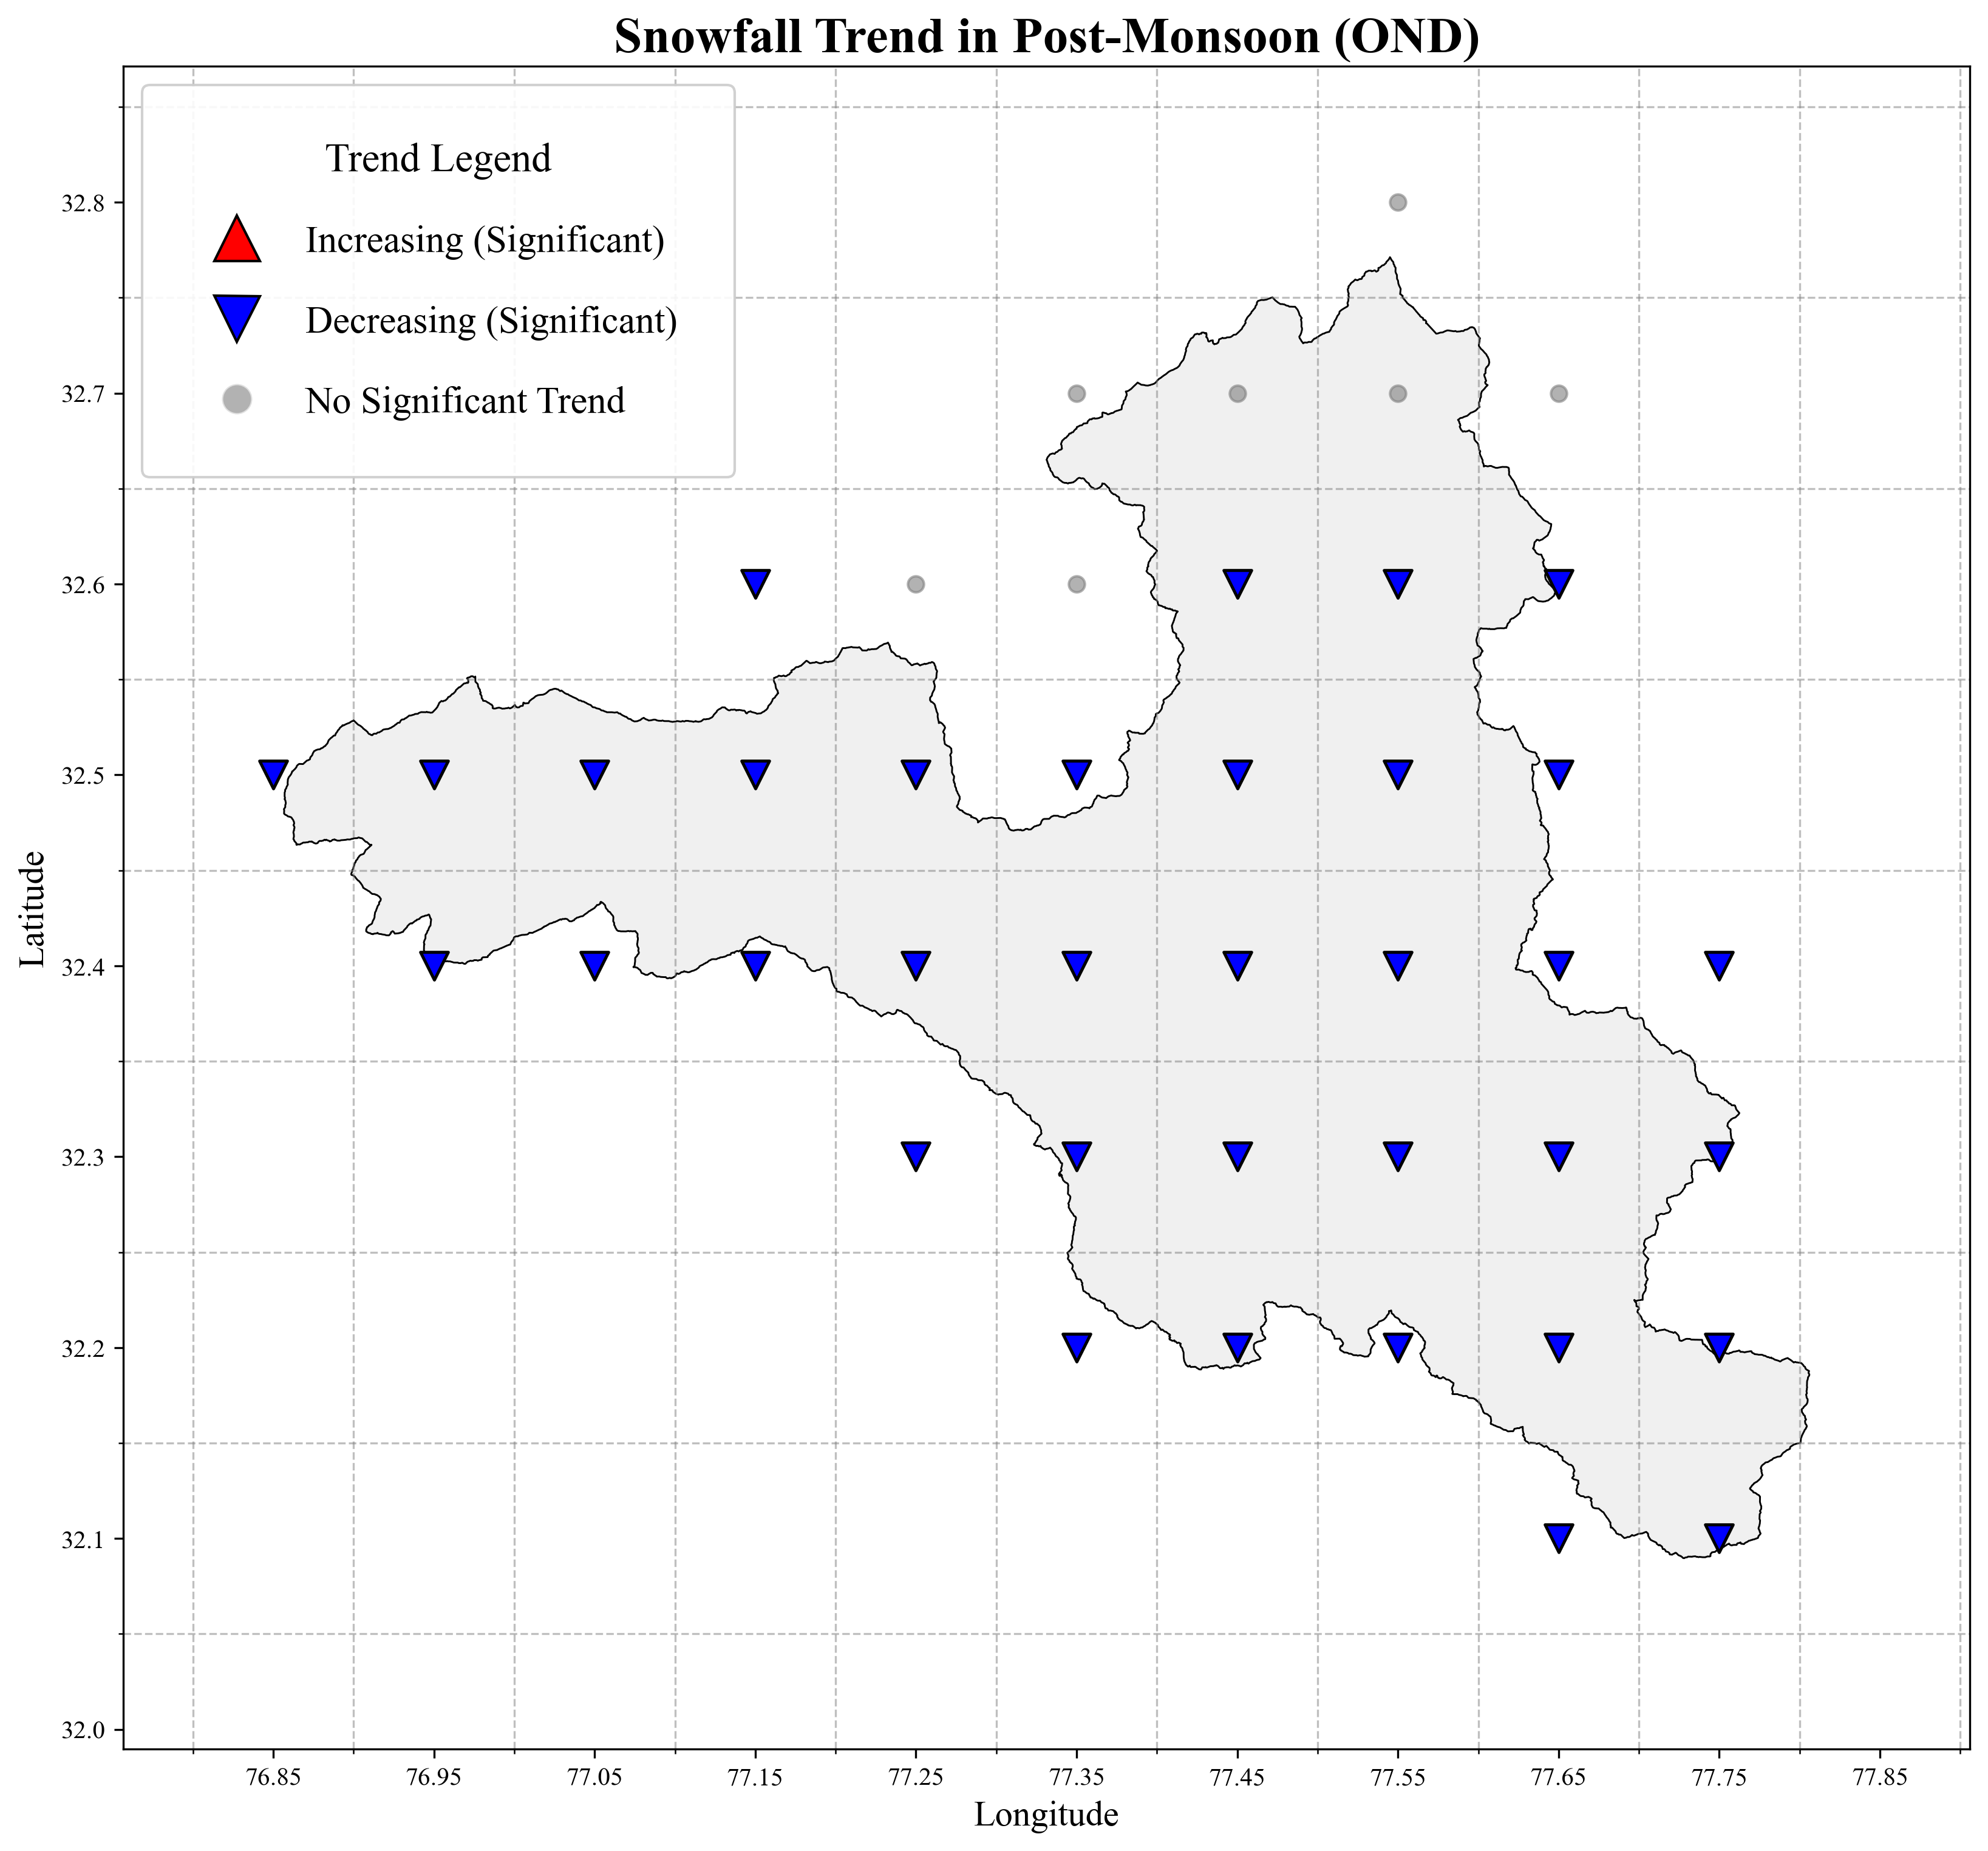 Snowfall Trend in Post-Monsoon (OND)
Trend Legend
Increasing (Significant)
Decreasing (Significant)
No Significant Trend
Latitude
32.8
32.7
32.6
32.5
32.4
32.3
32.2
32.1
32.0
76.85 76.95 77.05 77.15 77.25 77.35 77.45 77.55 77.65 77.75 77.85
Longitude